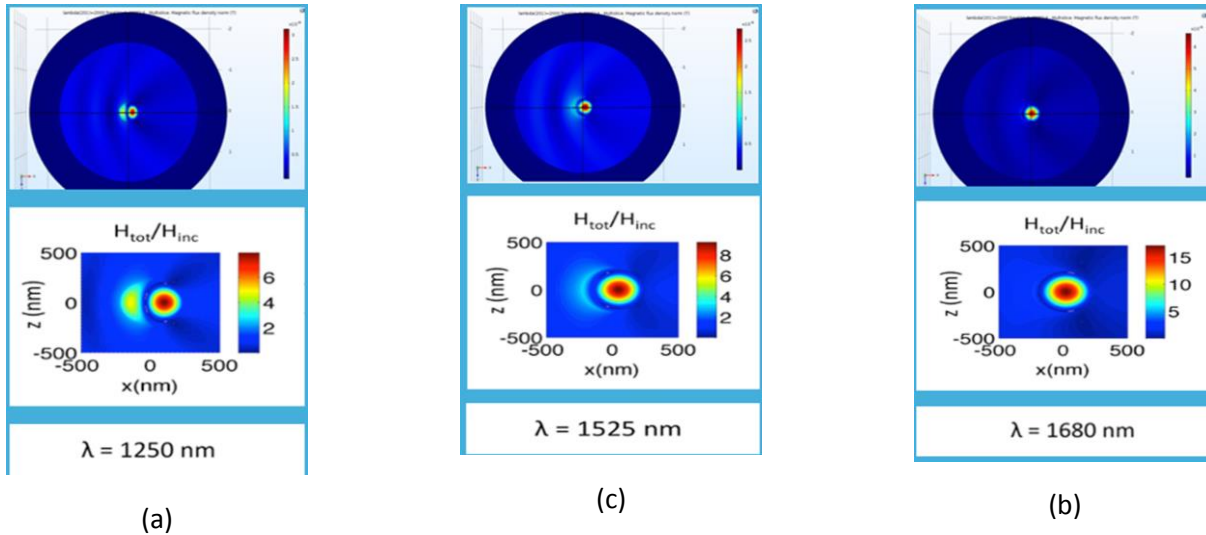 H_tot/H_inc
500
0
-500
z (nm)
-500 0 500
x(nm)
6
4
2
λ = 1250 nm
(a)
H_tot/H_inc
500
0
-500
z (nm)
-500 0 500
x(nm)
8
6
4
2
λ = 1525 nm
(c)
H_tot/H_inc
500
0
-500
z (nm)
-500 0 500
x(nm)
15
10
5
λ = 1680 nm
(b)